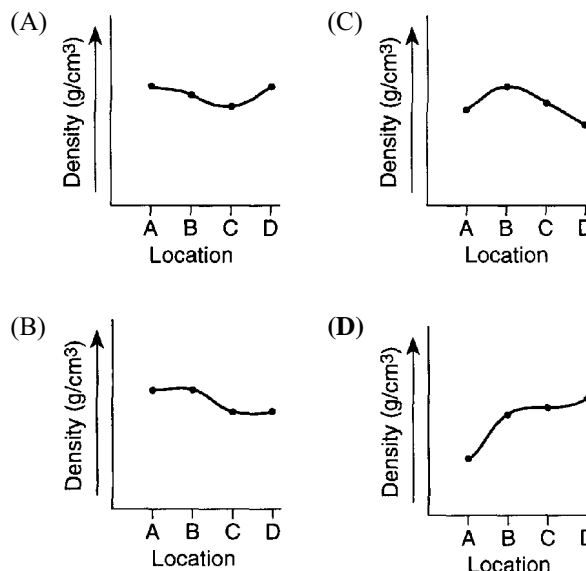 (A)
Density (g/cm³)
A B C D
Location
(C)
Density (g/cm³)
A B C D
Location
(B)
Density (g/cm³)
A B C D
Location
(D)
Density (g/cm³)
A B C D
Location